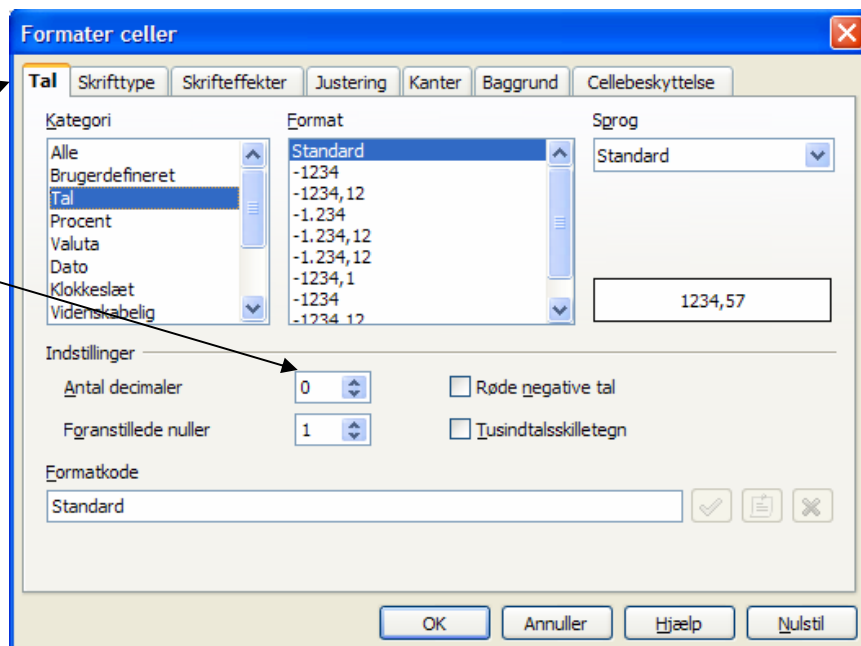 Formater celler
Tal Skrifttype Skrifteffekter Justering Kanter Baggrund Cellebeskyttelse
Kategori Format Sprog
Alle
Brugerdefineret
Tal
Procent
Valuta
Dato
Klokkeslæt
Videnskabelig
Standard
-1234
-1234,12
-1.234
-1.234,12
-1.234,12
-1234,1
-1234
-1234,12
Standard
1234,57
Indstillinger
Antal decimaler 0 Røde negative tal
Foranstillede nuller 1 Tusindtalsskilletegn
Formatkode
Standard
OK Annuller Hjælp Nulstil